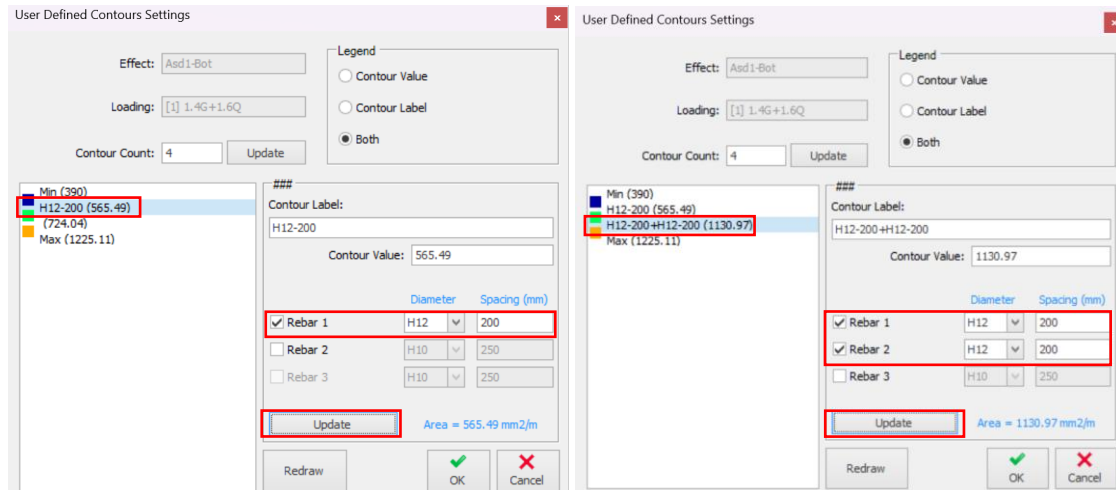 User Defined Contours Settings
Effect: Asd1-Bot
Loading: [1] 1.4G+1.6Q
Contour Count: 4 Update
Legend
Contour Value
Contour Label
Both
Min (390)
H12-200 (565.49)
(724.04)
Max (1225.11)
###
Contour Label:
H12-200
Contour Value: 565.49
Diameter Spacing (mm)
Rebar 1 H12 200
Rebar 2 H10 250
Rebar 3 H10 250
Update Area = 565.49 mm2/m
Redraw OK Cancel
User Defined Contours Settings
Effect: Asd1-Bot
Loading: [1] 1.4G+1.6Q
Contour Count: 4 Update
Legend
Contour Value
Contour Label
Both
Min (390)
H12-200 (565.49)
H12-200+H12-200 (1130.97)
Max (1225.11)
###
Contour Label:
H12-200+H12-200
Contour Value: 1130.97
Diameter Spacing (mm)
Rebar 1 H12 200
Rebar 2 H12 200
Rebar 3 H10 250
Update Area = 1130.97 mm2/m
Redraw OK Cancel